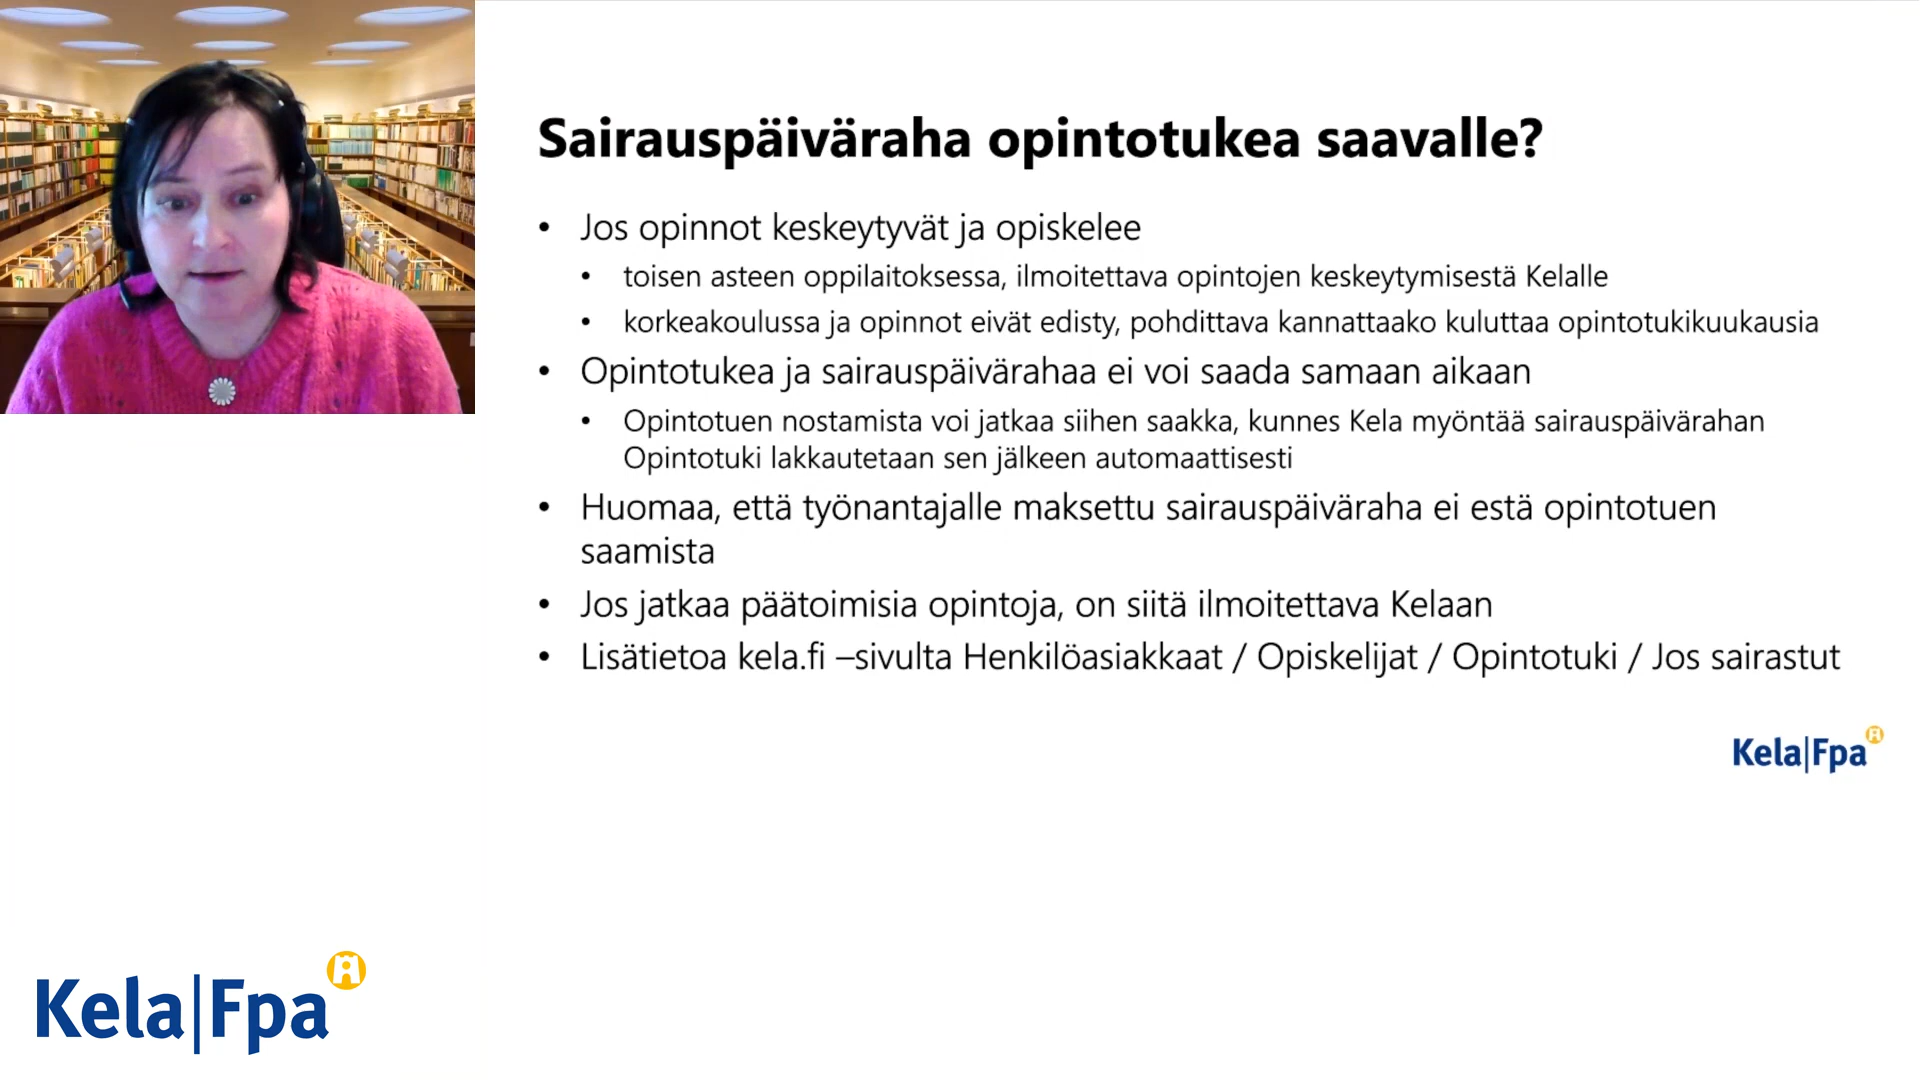 Sairauspäiväraha opintotukea saavalle?
• Jos opinnot keskeytyvät ja opiskelee
• toisen asteen oppilaitoksessa, ilmoitettava opintojen keskeytymisestä Kelalle
• korkeakoulussa ja opinnot eivät edisty, pohdittava kannattaako kuluttaa opintotukikuukausia
• Opintotukea ja sairauspäivärahaa ei voi saada samaan aikaan
• Opintotuen nostamista voi jatkaa siihen saakka, kunnes Kela myöntää sairauspäivärahan
Opintotuki lakkautetaan sen jälkeen automaattisesti
• Huomaa, että työnantajalle maksettu sairauspäiväraha ei estä opintotuen
saamista
• Jos jatkaa päätoimisia opintoja, on siitä ilmoitettava Kelaan
• Lisätietoa kela.fi –sivulta Henkilöasiakkaat / Opiskelijat / Opintotuki / Jos sairastut
Kela|Fpa
Kela|Fpa